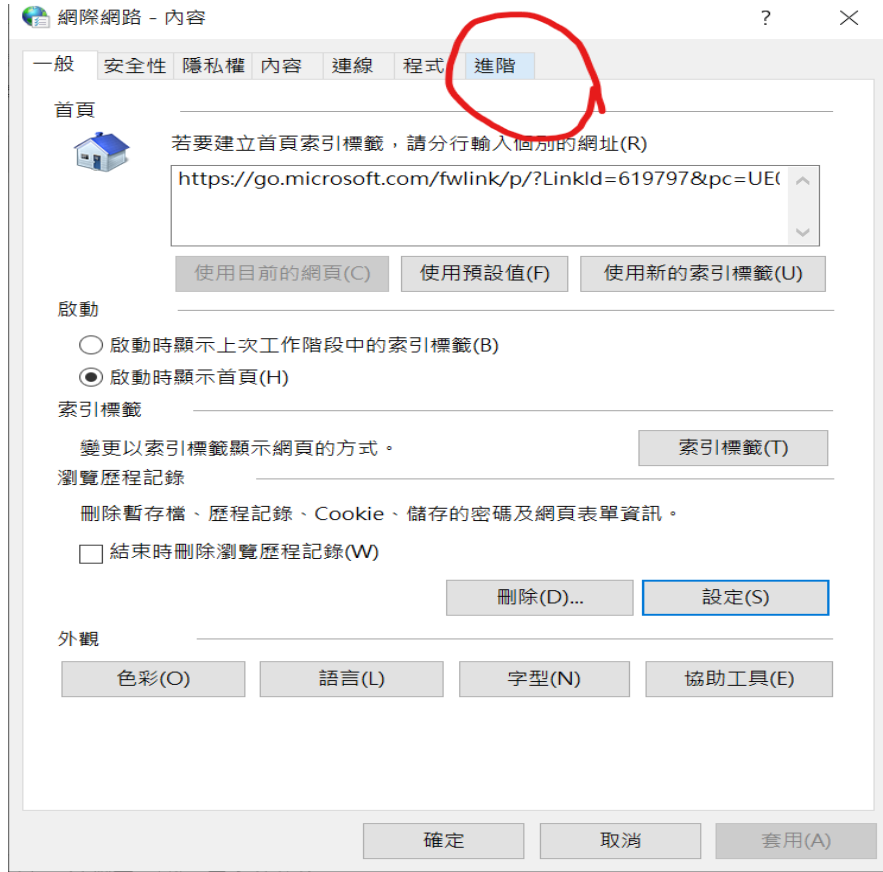 網際網路 - 內容 ?
一般 安全性 隱私權 內容 連線 程式 進階
首頁
若要建立首頁索引標籤，請分行輸入個別的網址(R)
https://go.microsoft.com/fwlink/p/?LinkId=619797&pc=UE
使用目前的網頁(C) 使用預設值(F) 使用新的索引標籤(U)
啟動
啟動時顯示上次工作階段中的索引標籤(B)
啟動時顯示首頁(H)
索引標籤
變更以索引標籤顯示網頁的方式。 索引標籤(T)
瀏覽歷程記錄
刪除暫存檔、歷程記錄、Cookie、儲存的密碼及網頁表單資訊。
結束時刪除瀏覽歷程記錄(W)
刪除(D)... 設定(S)
外觀
色彩(O) 語言(L) 字型(N) 協助工具(E)
確定 取消 套用(A)